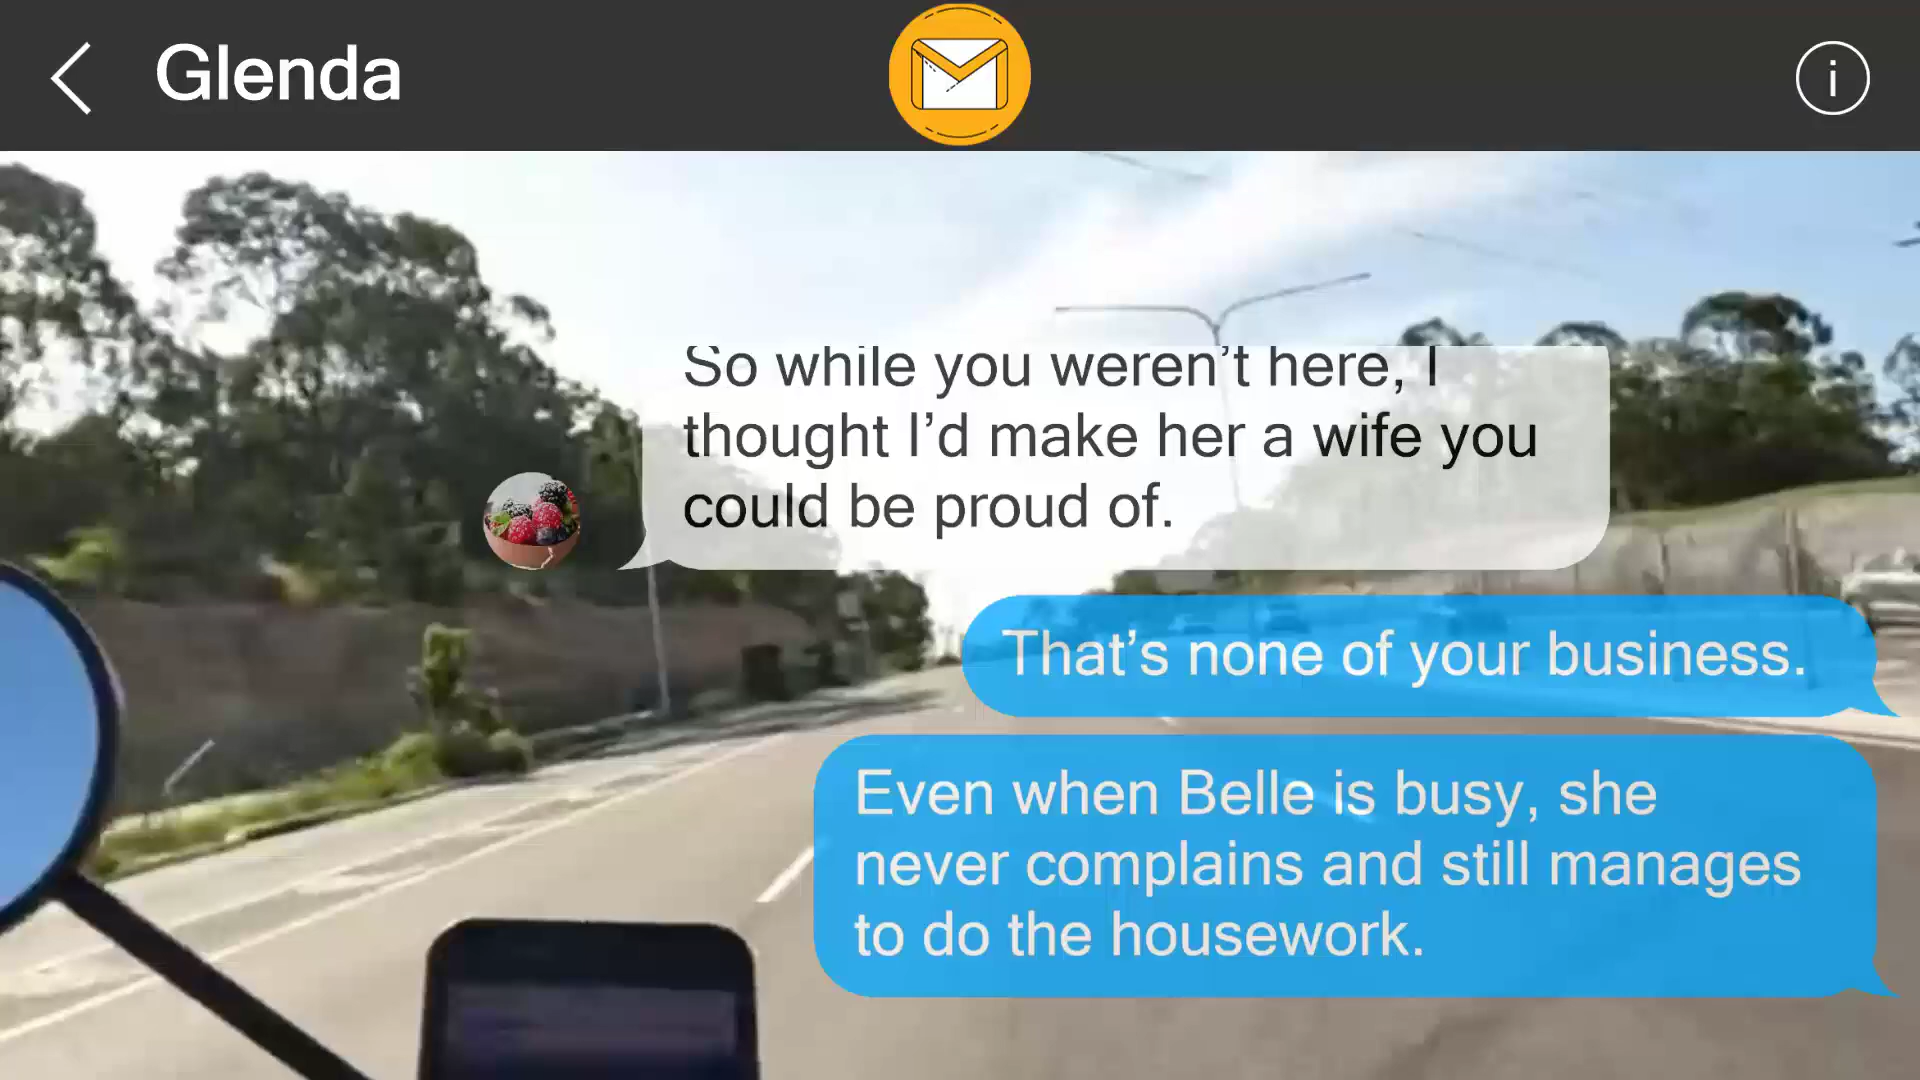 Glenda
i
So while you weren’t here, I
thought I’d make her a wife you
could be proud of.
That’s none of your business.
Even when Belle is busy, she
never complains and still manages
to do the housework.